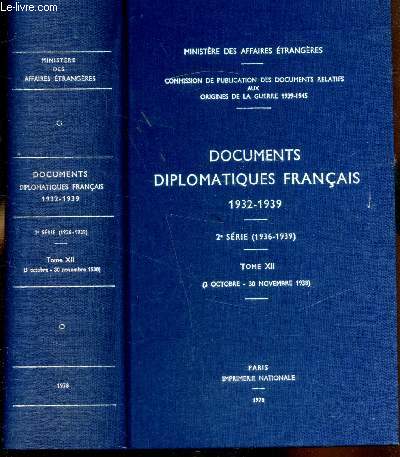 Le-livre.com
MINISTÈRE
DES
AFFAIRES ÉTRANGÈRES
DOCUMENTS
DIPLOMATIQUES FRANÇAIS
1932-1939
2e SÉRIE (1936-1939)
Tome XII
(3 octobre - 30 novembre 1938)
1978
MINISTÈRE DES AFFAIRES ÉTRANGÈRES
COMMISSION DE PUBLICATION DES DOCUMENTS RELATIFS
AUX
ORIGINES DE LA GUERRE 1939-1945
DOCUMENTS
DIPLOMATIQUES FRANÇAIS
1932-1939
2e SÉRIE (1936-1939)
TOME XII
(3 OCTOBRE - 30 NOVEMBRE 1938)
PARIS
IMPRIMERIE NATIONALE
1978